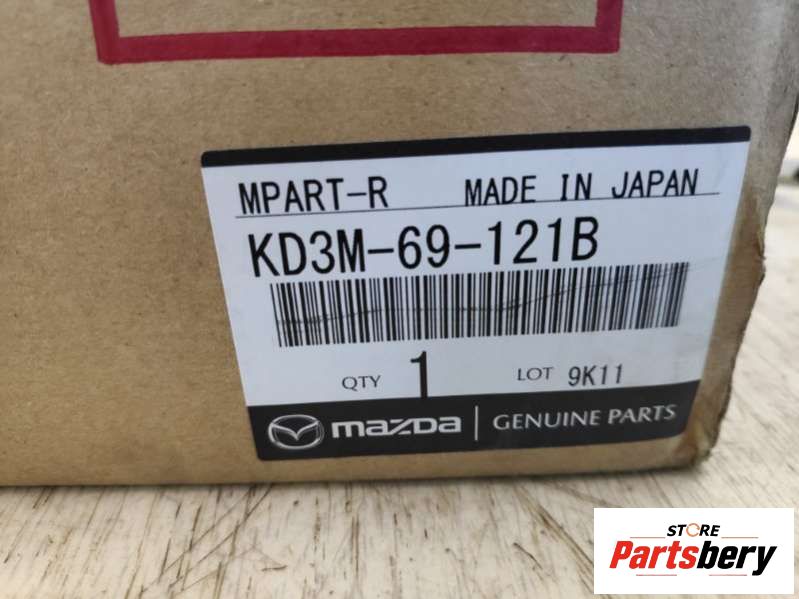 MPART-R MADE IN JAPAN
KD3M-69-121B
QTY 1 LOT 9K11
mazda GENUINE PARTS
STORE
Partsbery